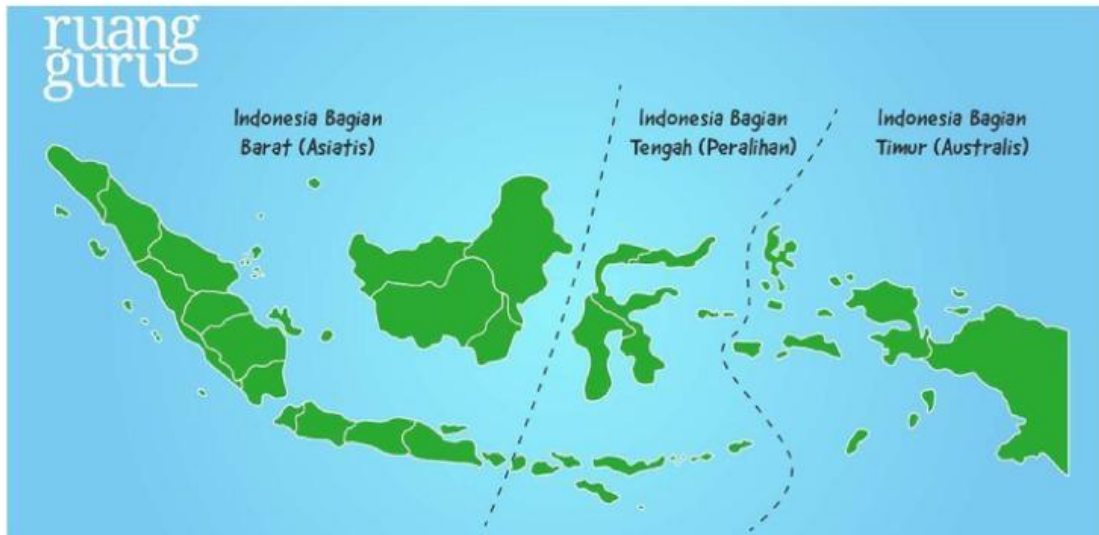 ruang
guru
Indonesia Bagian
Barat (Asiatis)
Indonesia Bagian
Tengah (Peralihan)
Indonesia Bagian
Timur (Australis)